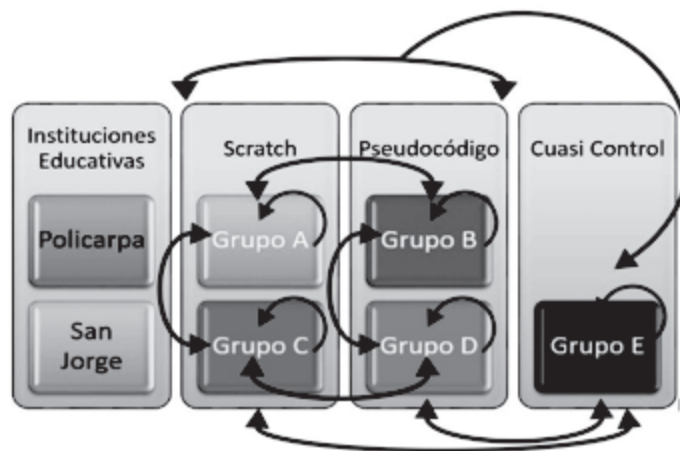 Instituciones
Educativas
Scratch
Pseudocódigo
Cuasi Control
Policarpa
Grupo A
Grupo B
San
Jorge
Grupo C
Grupo D
Grupo E